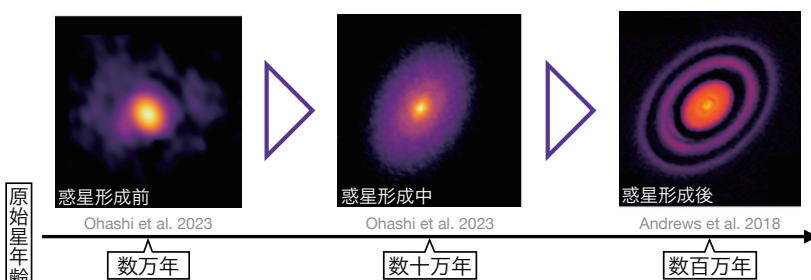 惑星形成前
惑星形成中
惑星形成後
Ohashi et al. 2023
Ohashi et al. 2023
Andrews et al. 2018
原始星年齢
数万年
数十万年
数百万年